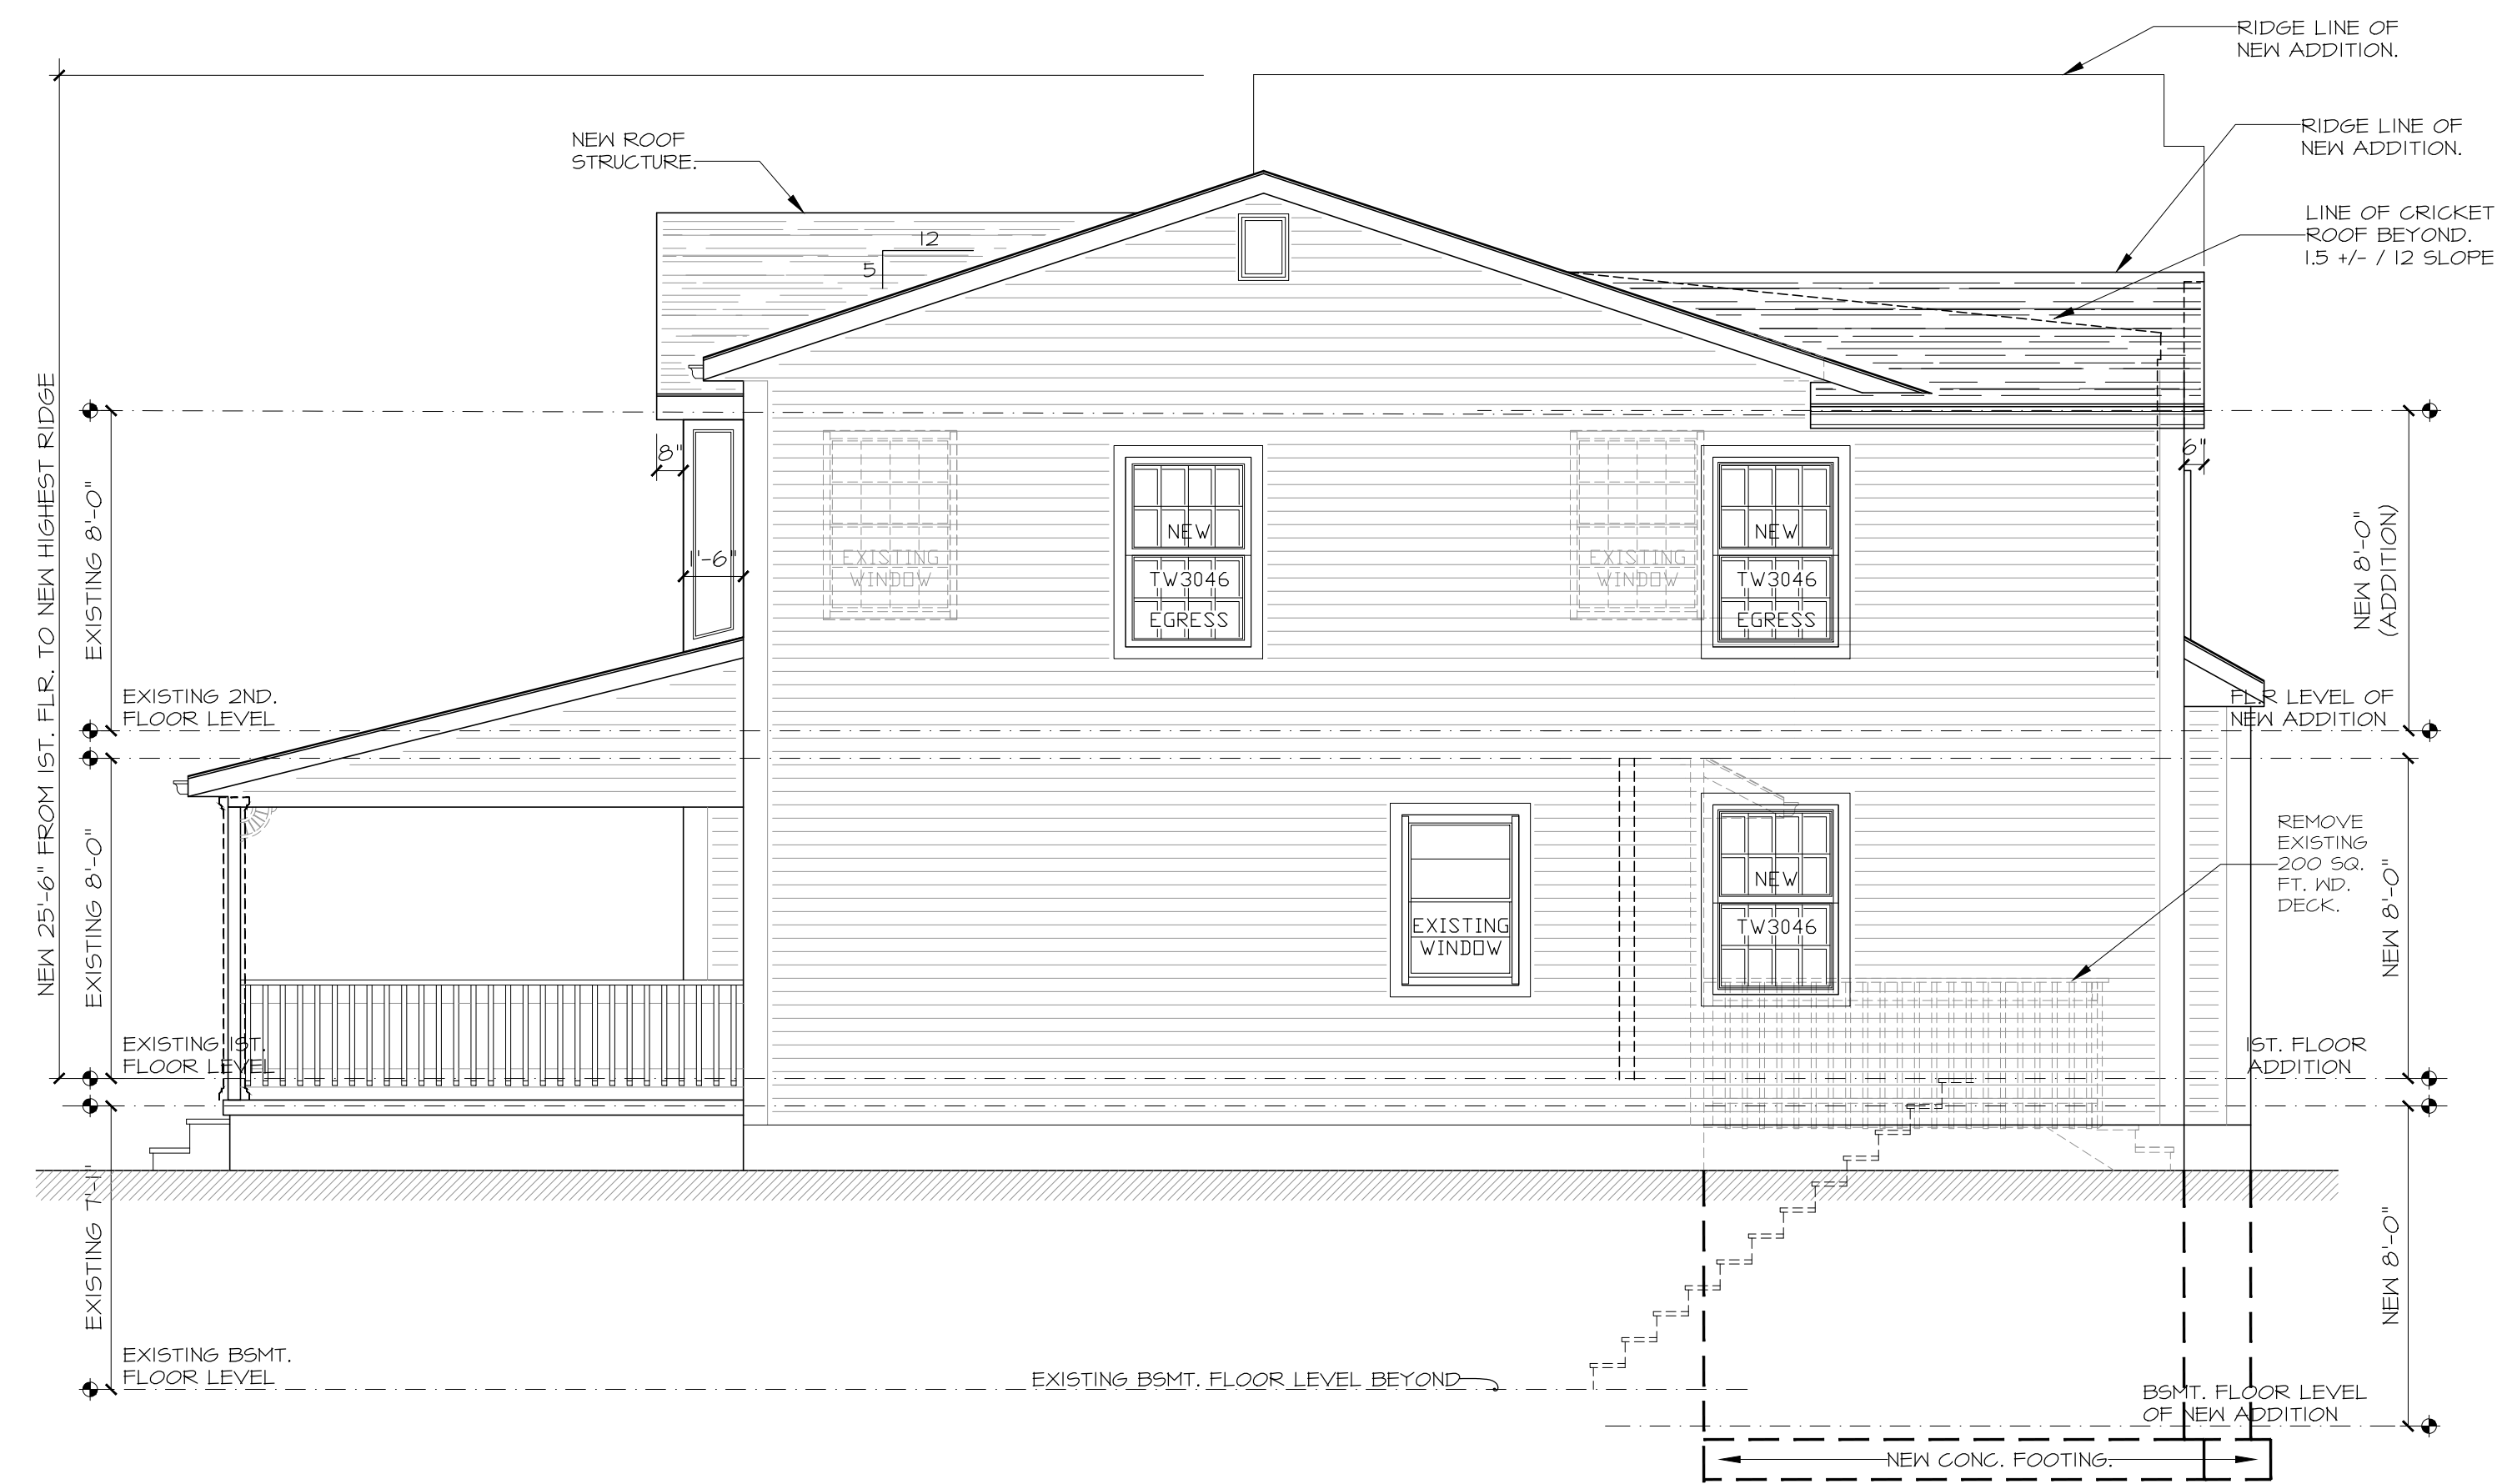 RIDGE LINE OF
NEW ADDITION.
NEW ROOF
STRUCTURE.
RIDGE LINE OF
NEW ADDITION.
LINE OF CRICKET
ROOF BEYOND.
1.5 +/- / 12 SLOPE
12
5
NEW 25'-6" FROM 1ST. FLR. TO NEW HIGHEST RIDGE
EXISTING 8'-0"
8"
1'-6"
6"
NEW 8'-0"
(ADDITION)
EXISTING
WINDOW
NEW
TW3046
EGRESS
EXISTING
WINDOW
NEW
TW3046
EGRESS
EXISTING 2ND.
FLOOR LEVEL
FL.R LEVEL OF
NEW ADDITION
EXISTING 8'-0"
EXISTING
WINDOW
NEW
TW3046
REMOVE
EXISTING
200 SQ.
FT. WD.
DECK.
NEW 8'-0"
EXISTING 1ST.
FLOOR LEVEL
1ST. FLOOR
ADDITION
EXISTING 7'-1"
NEW 8'-0"
EXISTING BSMT.
FLOOR LEVEL
EXISTING BSMT. FLOOR LEVEL BEYOND
BSMT. FLOOR LEVEL
OF NEW ADDITION
NEW CONC. FOOTING.